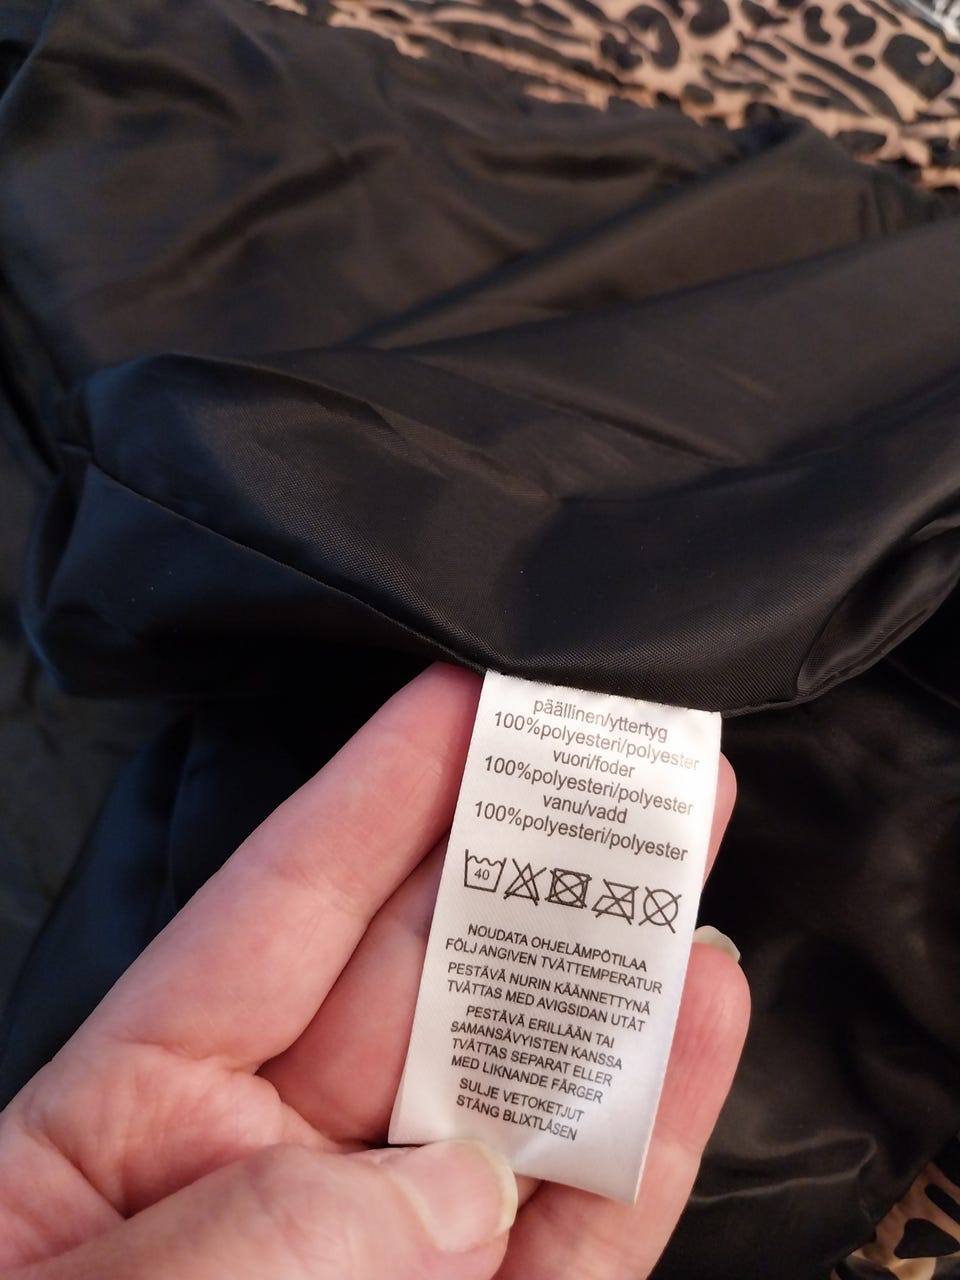 päällinen/yttertyg
100%polyesteri/polyester
vuori/foder
100%polyesteri/polyester
vanu/vadd
100%polyesteri/polyester
40
NOUDATA OHJELÄMPÖTILAA
FÖLJ ANGIVEN TVÄTTEMPERATUR
PESTÄVÄ NURIN KÄÄNNETTYNÄ
TVÄTTAS MED AVIGSIDAN UTÅT
PESTÄVÄ ERILLÄÄN TAI
SAMANSÄVYISTEN KANSSA
TVÄTTAS SEPARAT ELLER
MED LIKNANDE FÄRGER
SULJE VETOKETJUT
STÄNG BLIXTLÅSEN